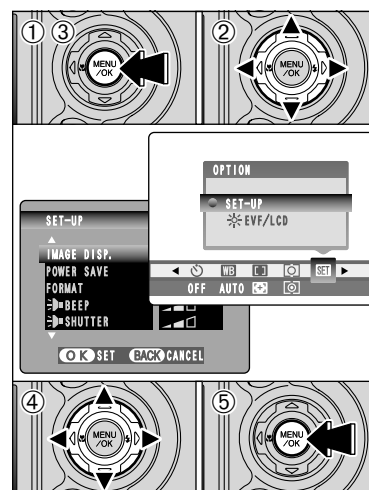 ① ③
MENU
/OK
②
MENU
/OK
OPTION
SET-UP
EVF/LCD
OFF AUTO
WB
SET
SET-UP
IMAGE DISP.
POWER SAVE
FORMAT
BEEP
SHUTTER
OK SET BACK CANCEL
④
MENU
/OK
⑤
MENU
/OK